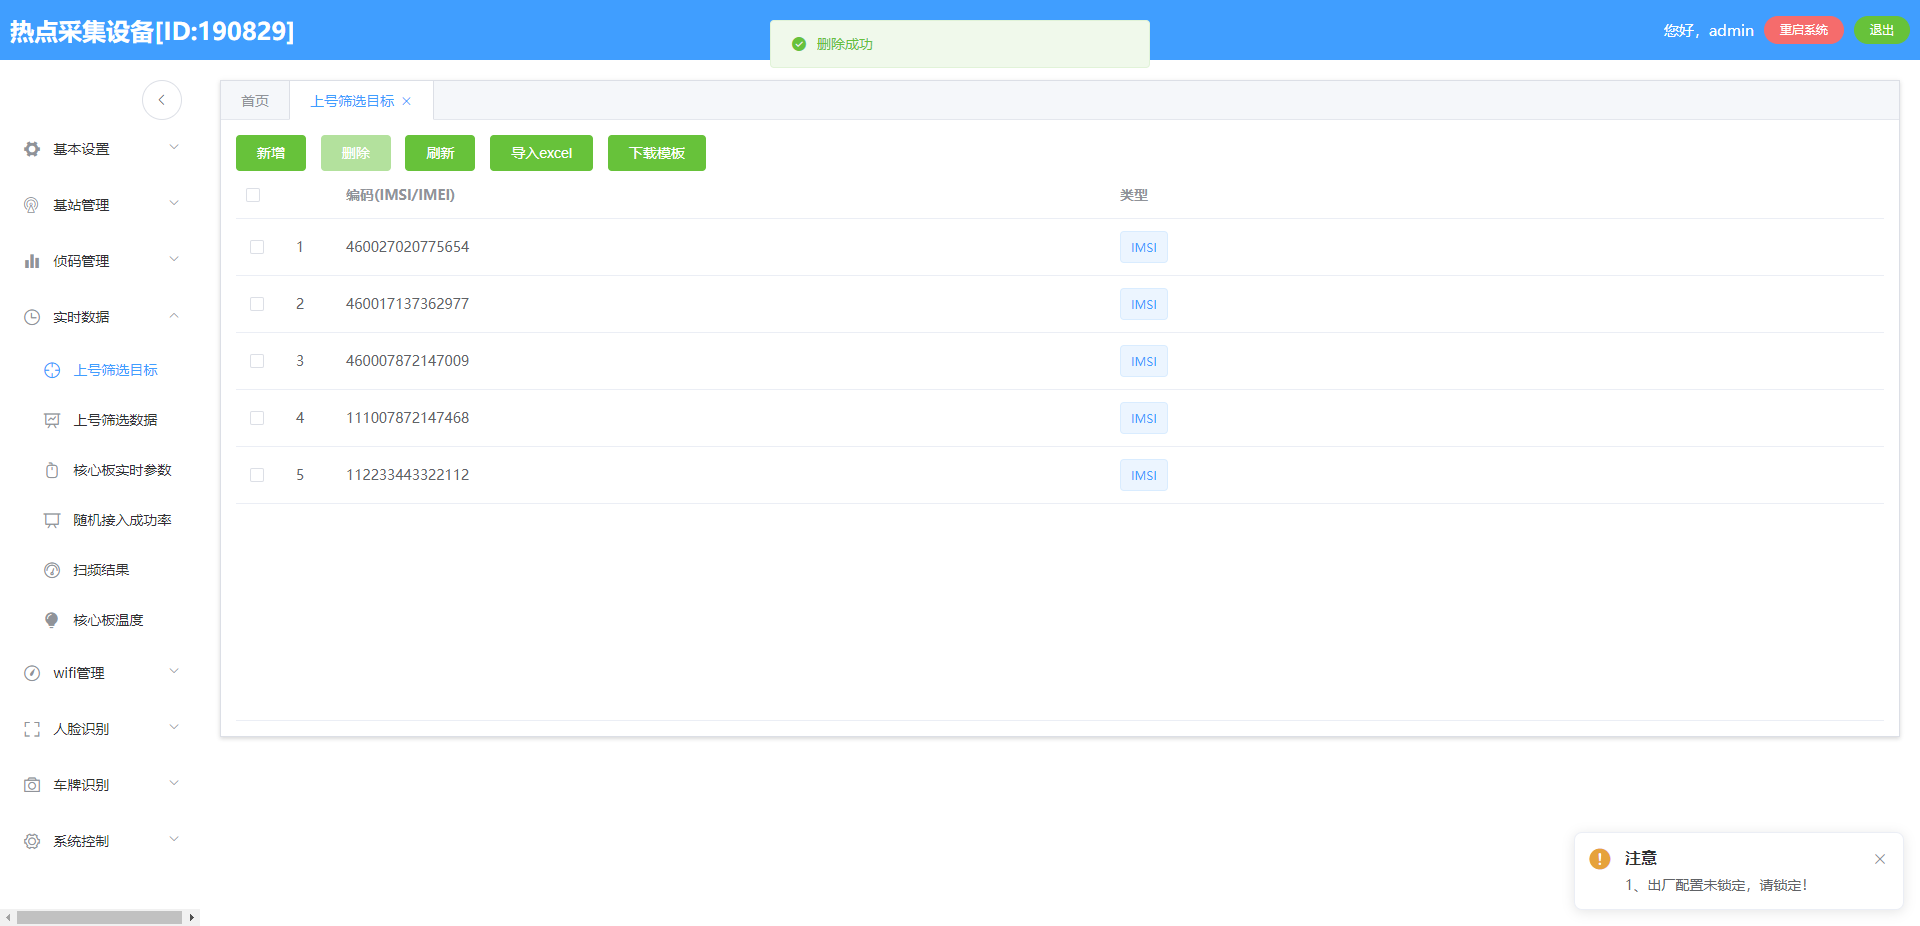 热点采集设备[ID:190829]
删除成功
您好，admin
重启系统
退出
首页
上号筛选目标
基本设置
基站管理
侦码管理
实时数据
上号筛选目标
上号筛选数据
核心板实时参数
随机接入成功率
扫频结果
核心板温度
wifi管理
人脸识别
车牌识别
系统控制
新增
删除
刷新
导入excel
下载模板
编码(IMSI/IMEI)
类型
1 460027020775654 IMSI
2 460017137362977 IMSI
3 460007872147009 IMSI
4 111007872147468 IMSI
5 112233443322112 IMSI
注意
1、出厂配置未锁定，请锁定！